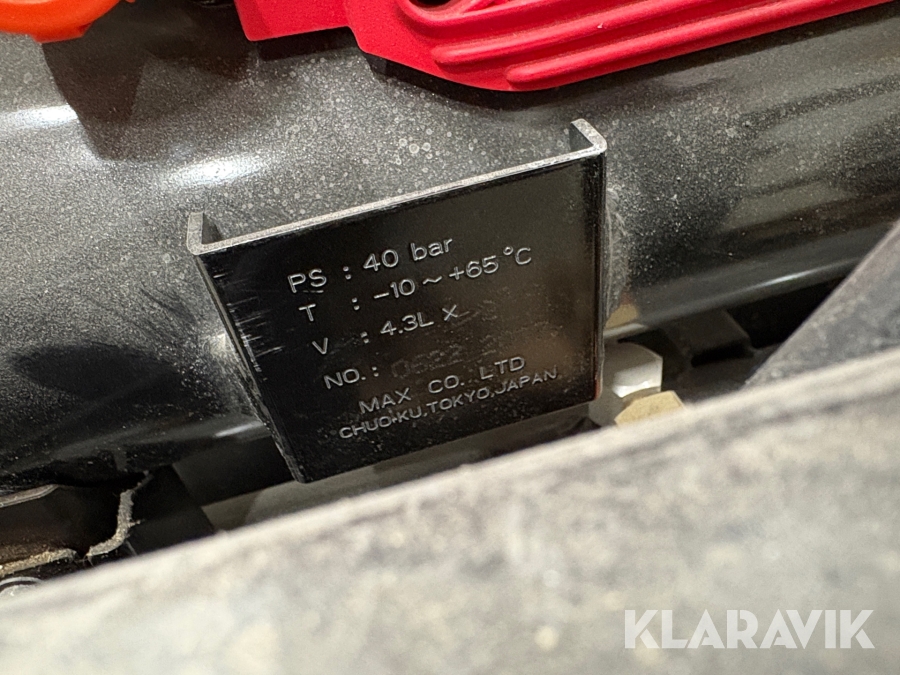 PS : 40 bar
T : -10 ~ +65 °C
V : 4.3L X
NO. :
MAX CO. LTD
CHUO-KU, TOKYO, JAPAN
KLARAVIK